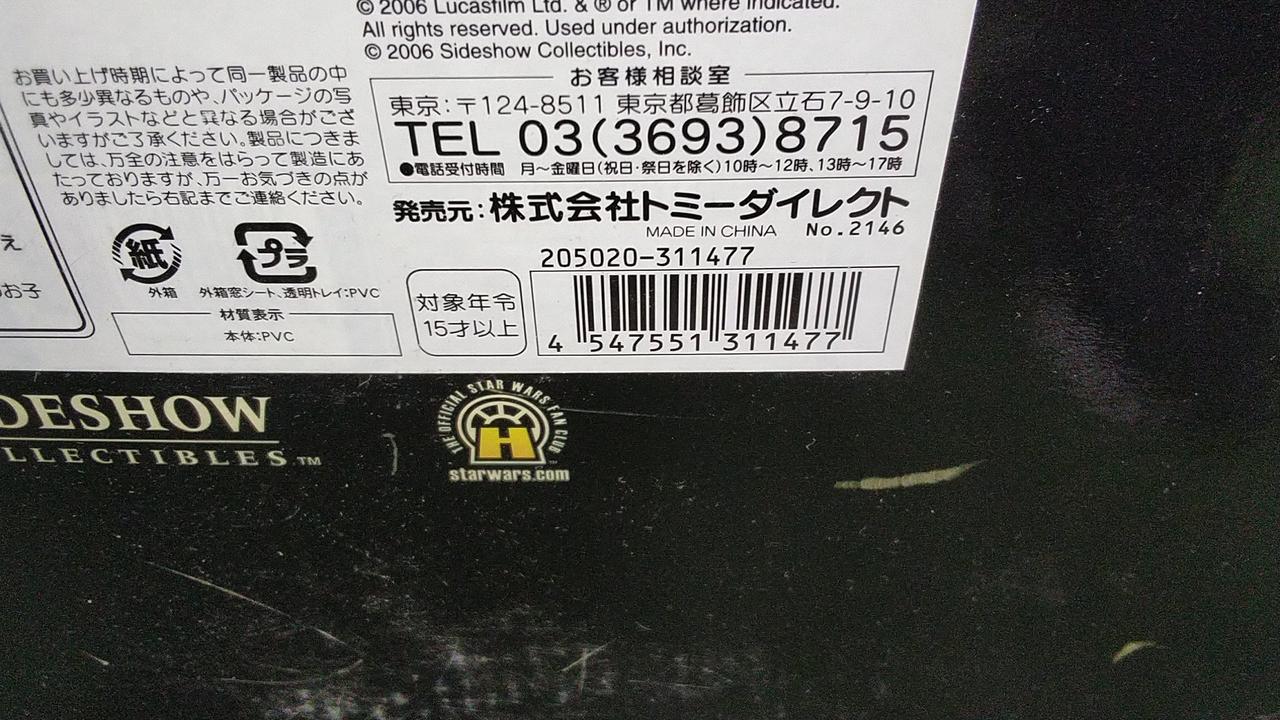 © 2006 Lucasfilm Ltd. & ® or TM where indicated.
All rights reserved. Used under authorization.
© 2006 Sideshow Collectibles, Inc.
お買い上げ時期によって同一製品の中
にも多少異なるものや、パッケージの写
真やイラストなどと異なる場合がござ
いますがご了承ください。製品につきま
しては、万全の注意をはらって製造にあ
たっておりますが、万一お気づきの点が
ありましたら右記までご連絡ください。
お客様相談室
東京:〒124-8511 東京都葛飾区立石7-9-10
TEL 03(3693)8715
●電話受付時間 月~金曜日(祝日・祭日を除く)10時~12時、13時~17時
発売元:株式会社トミーダイレクト
MADE IN CHINA No.2146
205020-311477
え
お子
紙
外箱
プラ
外箱窓シート、透明トレイ:PVC
材質表示
本体:PVC
対象年令
15才以上
4 547551 311477
DESHOW
LLECTIBLES™
THE OFFICIAL STAR WARS FAN CLUB
H
starwars.com